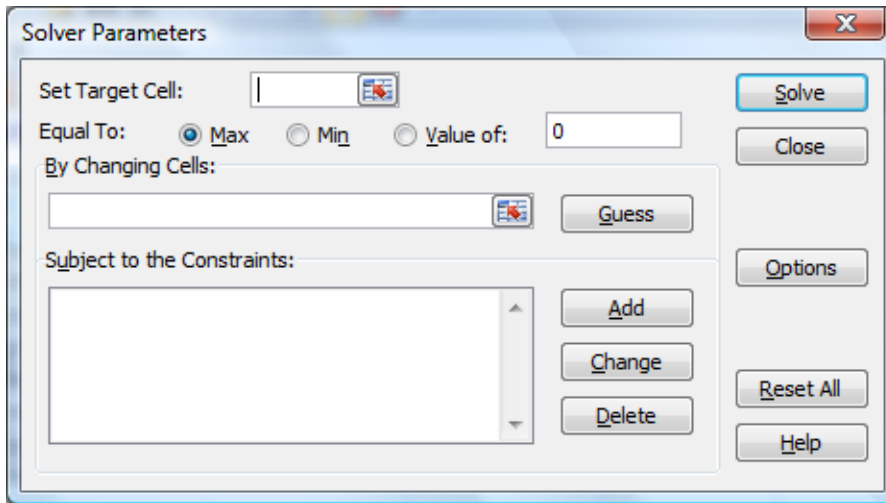 Solver Parameters
Set Target Cell:
Solve
Equal To: Max Min Value of: 0
Close
By Changing Cells:
Guess
Subject to the Constraints:
Options
Add
Change
Reset All
Delete
Help